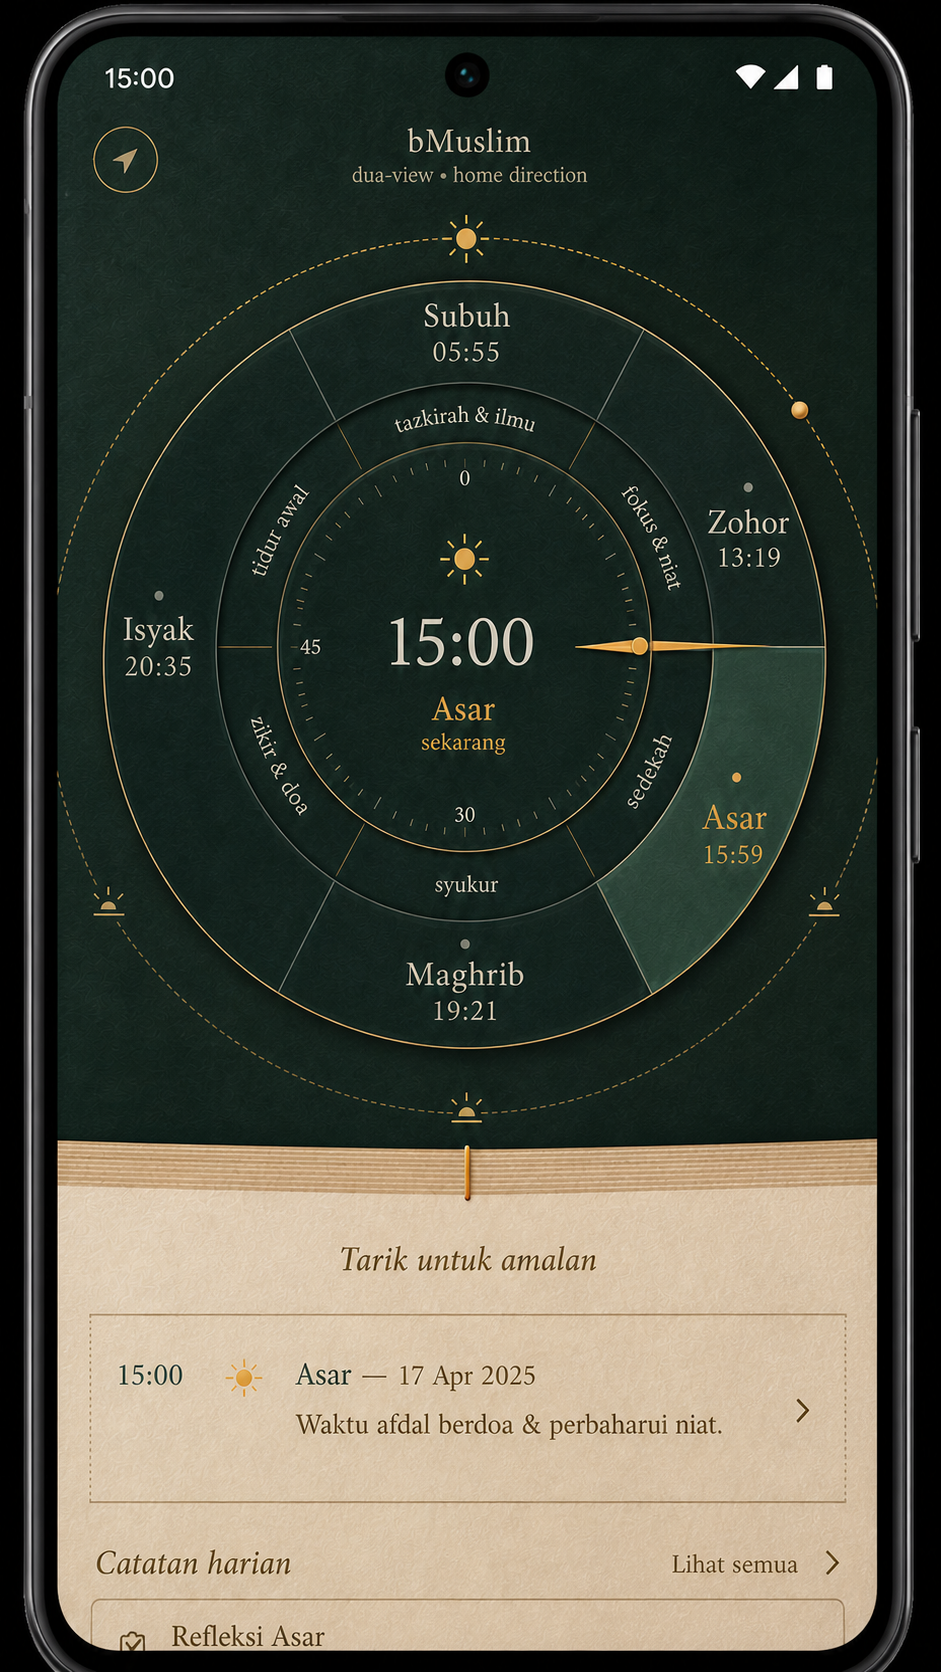 15:00
bMuslim
dua-view • home direction
Subuh
05:55
tazkirah & ilmu
tidur awal
fokus & niat
0
Zohor
13:19
Isyak
20:35
45
15:00
Asar
sekarang
zikir & doa
sedekah
Asar
15:59
30
syukur
Maghrib
19:21
Tarik untuk amalan
15:00 Asar — 17 Apr 2025
Waktu afdal berdoa & perbaharui niat.
Catatan harian Lihat semua
Refleksi Asar